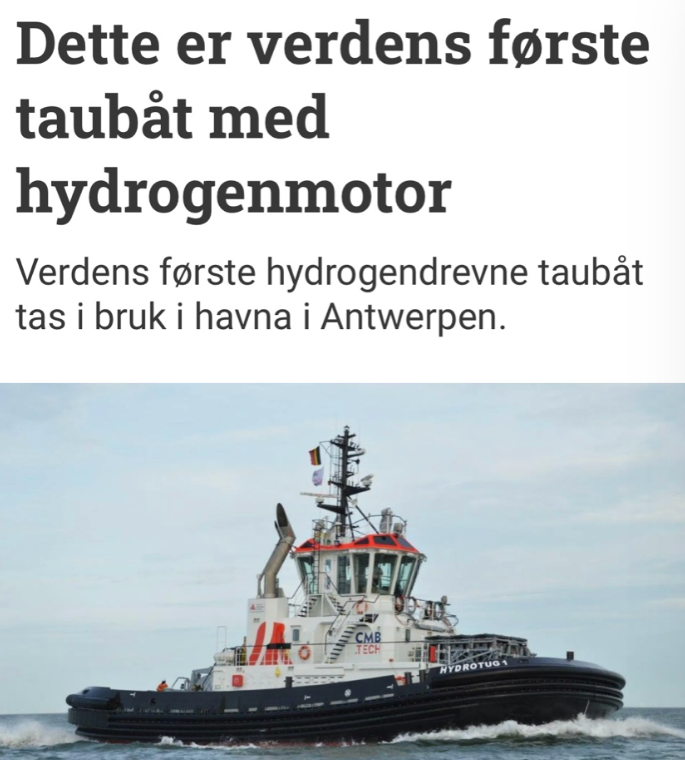 Dette er verdens første
taubåt med
hydrogenmotor
Verdens første hydrogendrevne taubåt
tas i bruk i havna i Antwerpen.
CMB
.TECH
HYDROTUG 1